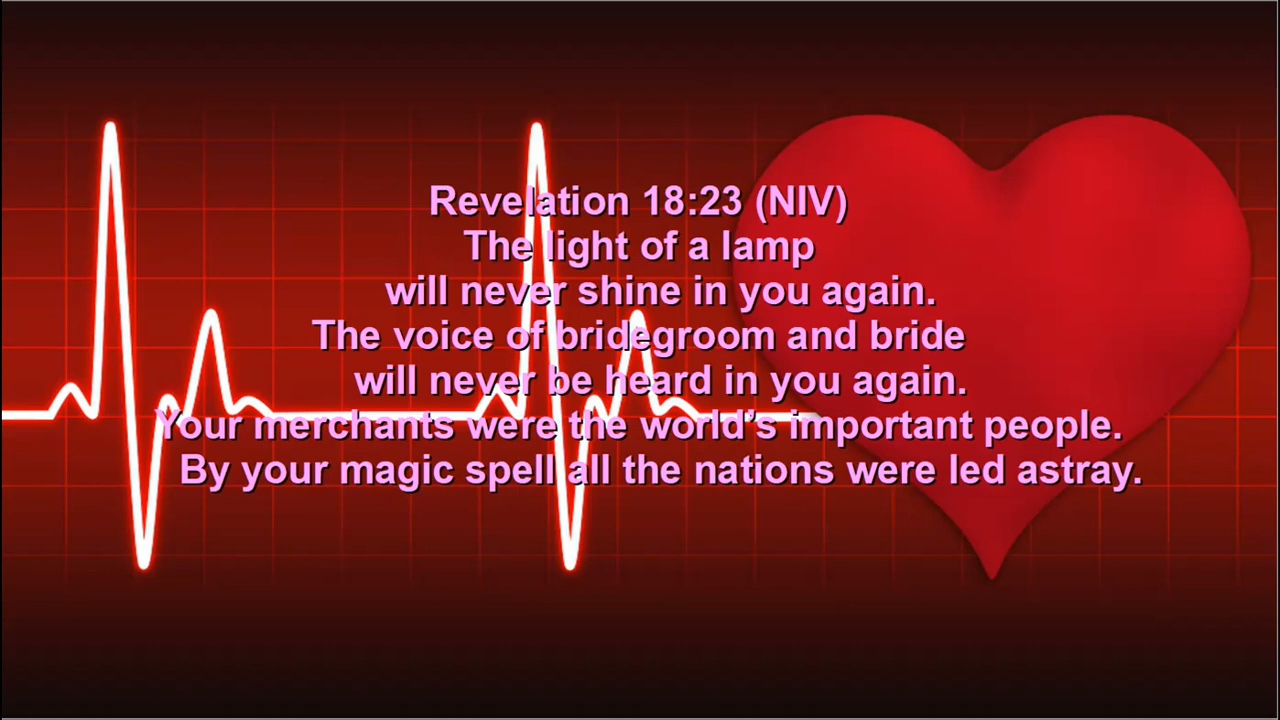 Revelation 18:23 (NIV)
The light of a lamp
will never shine in you again.
The voice of bridegroom and bride
will never be heard in you again.
Your merchants were the world’s important people.
By your magic spell all the nations were led astray.